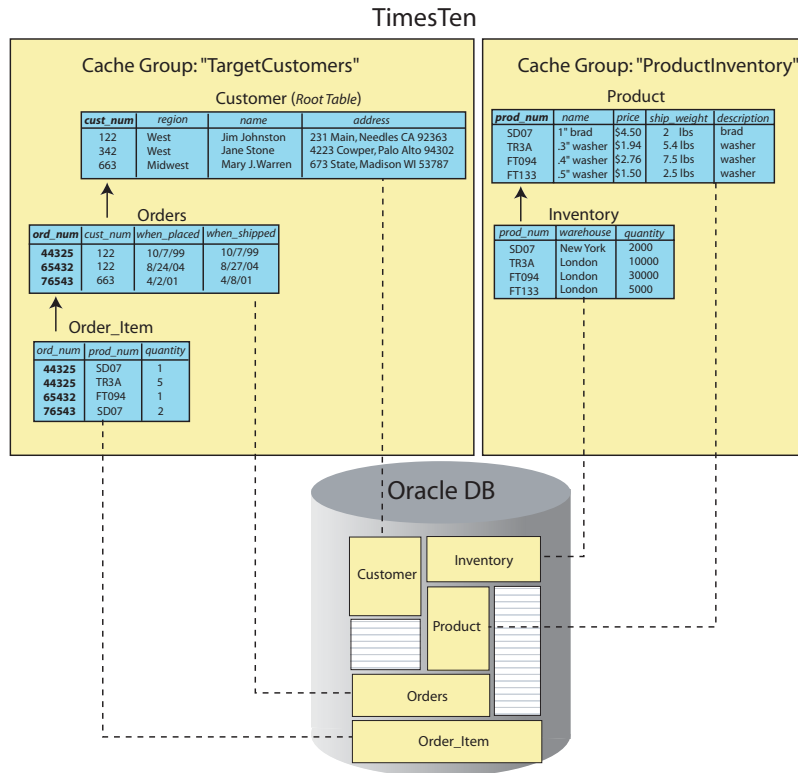 TimesTen
Cache Group: "TargetCustomers"
Customer (Root Table)
cust_num region name address
122 West Jim Johnston 231 Main, Needles CA 92363
342 West Jane Stone 4223 Cowper, Palo Alto 94302
663 Midwest Mary J. Warren 673 State, Madison WI 53787
Orders
ord_num cust_num when_placed when_shipped
44325 122 10/7/99 10/7/99
65432 122 8/24/04 8/27/04
76543 663 4/2/01 4/8/01
Order_Item
ord_num prod_num quantity
44325 SD07 1
44325 TR3A 5
65432 FT094 1
76543 SD07 2
Cache Group: "ProductInventory"
Product
prod_num name price ship_weight description
SD07 1" brad $4.50 2 lbs brad
TR3A .3" washer $1.94 5.4 lbs washer
FT094 .4" washer $2.76 7.5 lbs washer
FT133 .5" washer $1.50 2.5 lbs washer
Inventory
prod_num warehouse quantity
SD07 New York 2000
TR3A London 10000
FT094 London 30000
FT133 London 5000
Oracle DB
Customer
Inventory
Product
Orders
Order_Item